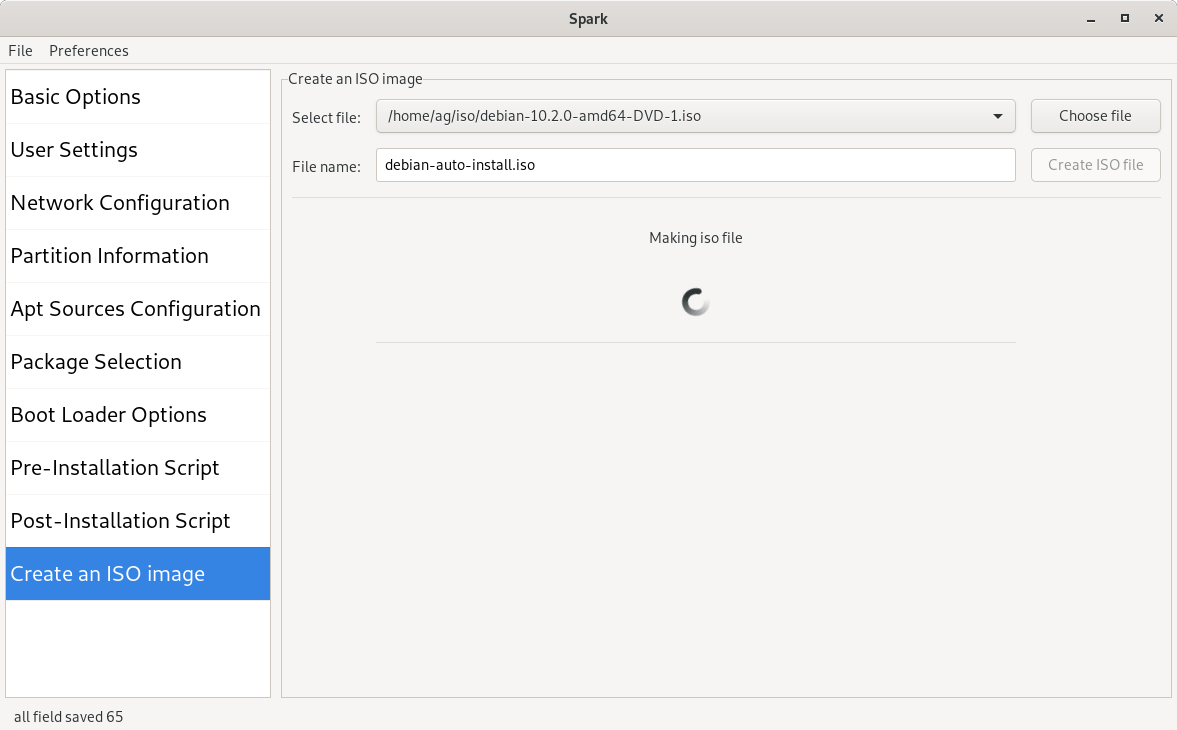 Spark
File Preferences
Basic Options
User Settings
Network Configuration
Partition Information
Apt Sources Configuration
Package Selection
Boot Loader Options
Pre-Installation Script
Post-Installation Script
Create an ISO image
Create an ISO image
Select file: /home/ag/iso/debian-10.2.0-amd64-DVD-1.iso Choose file
File name: debian-auto-install.iso Create ISO file
Making iso file
all field saved 65